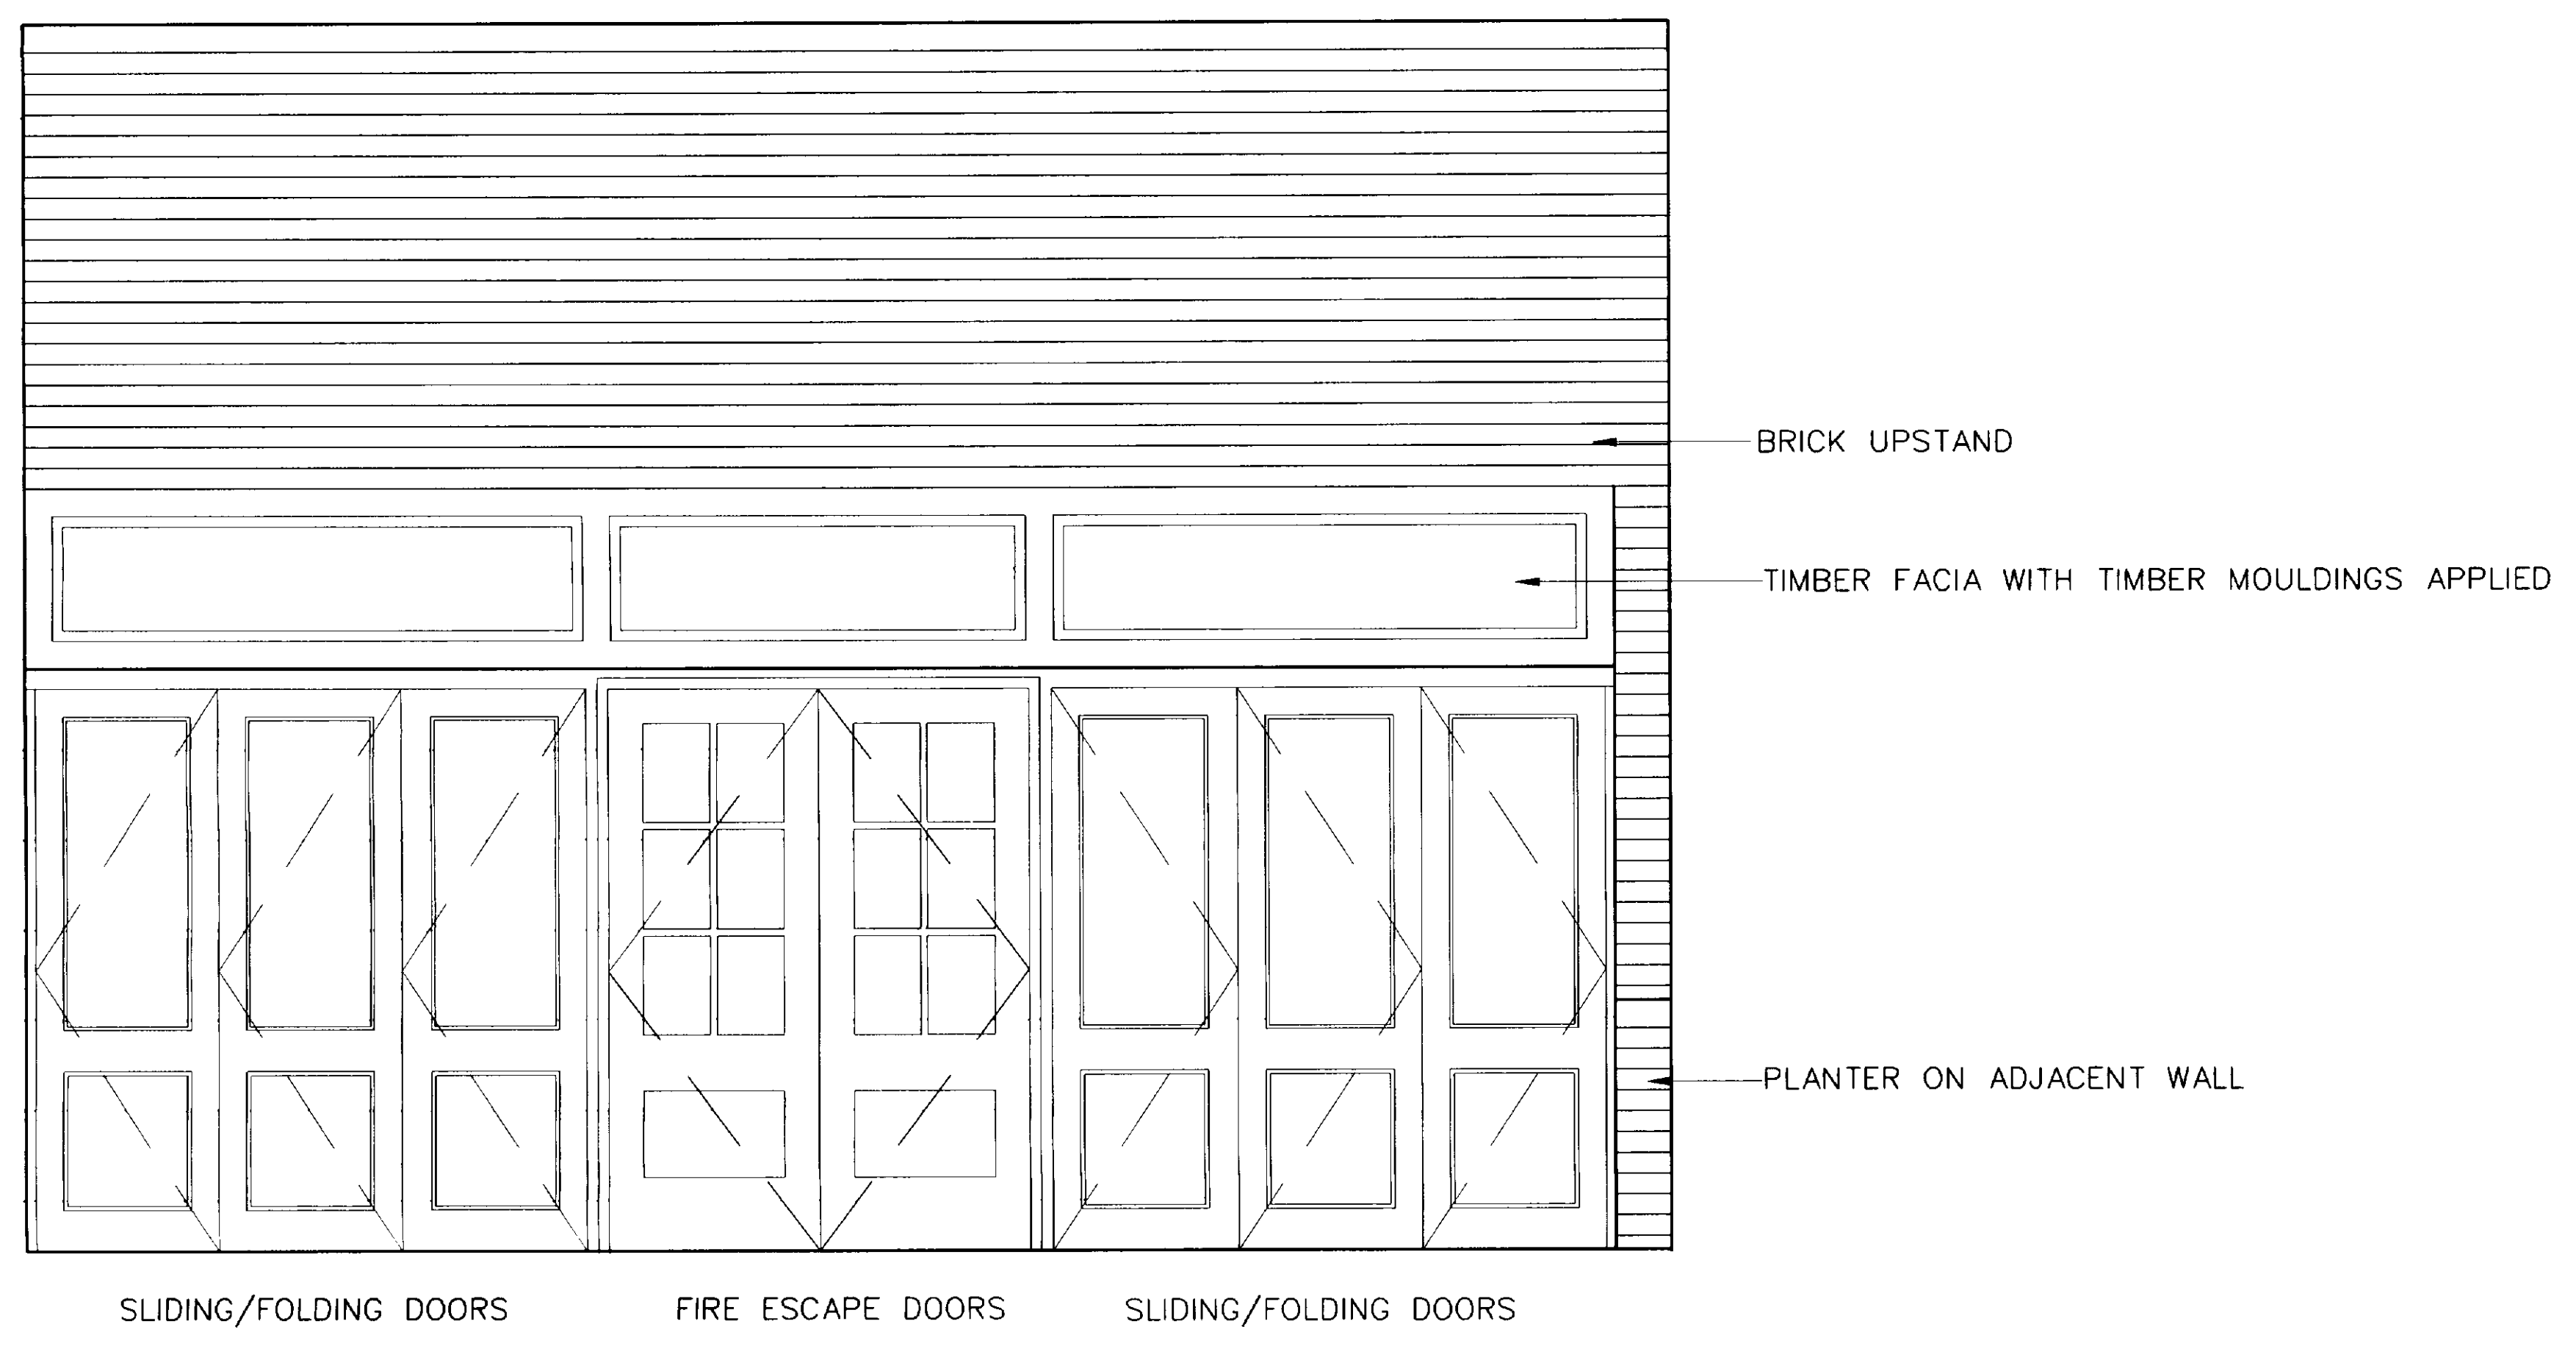 BRICK UPSTAND
TIMBER FACIA WITH TIMBER MOULDINGS APPLIED
PLANTER ON ADJACENT WALL
SLIDING/FOLDING DOORS
FIRE ESCAPE DOORS
SLIDING/FOLDING DOORS